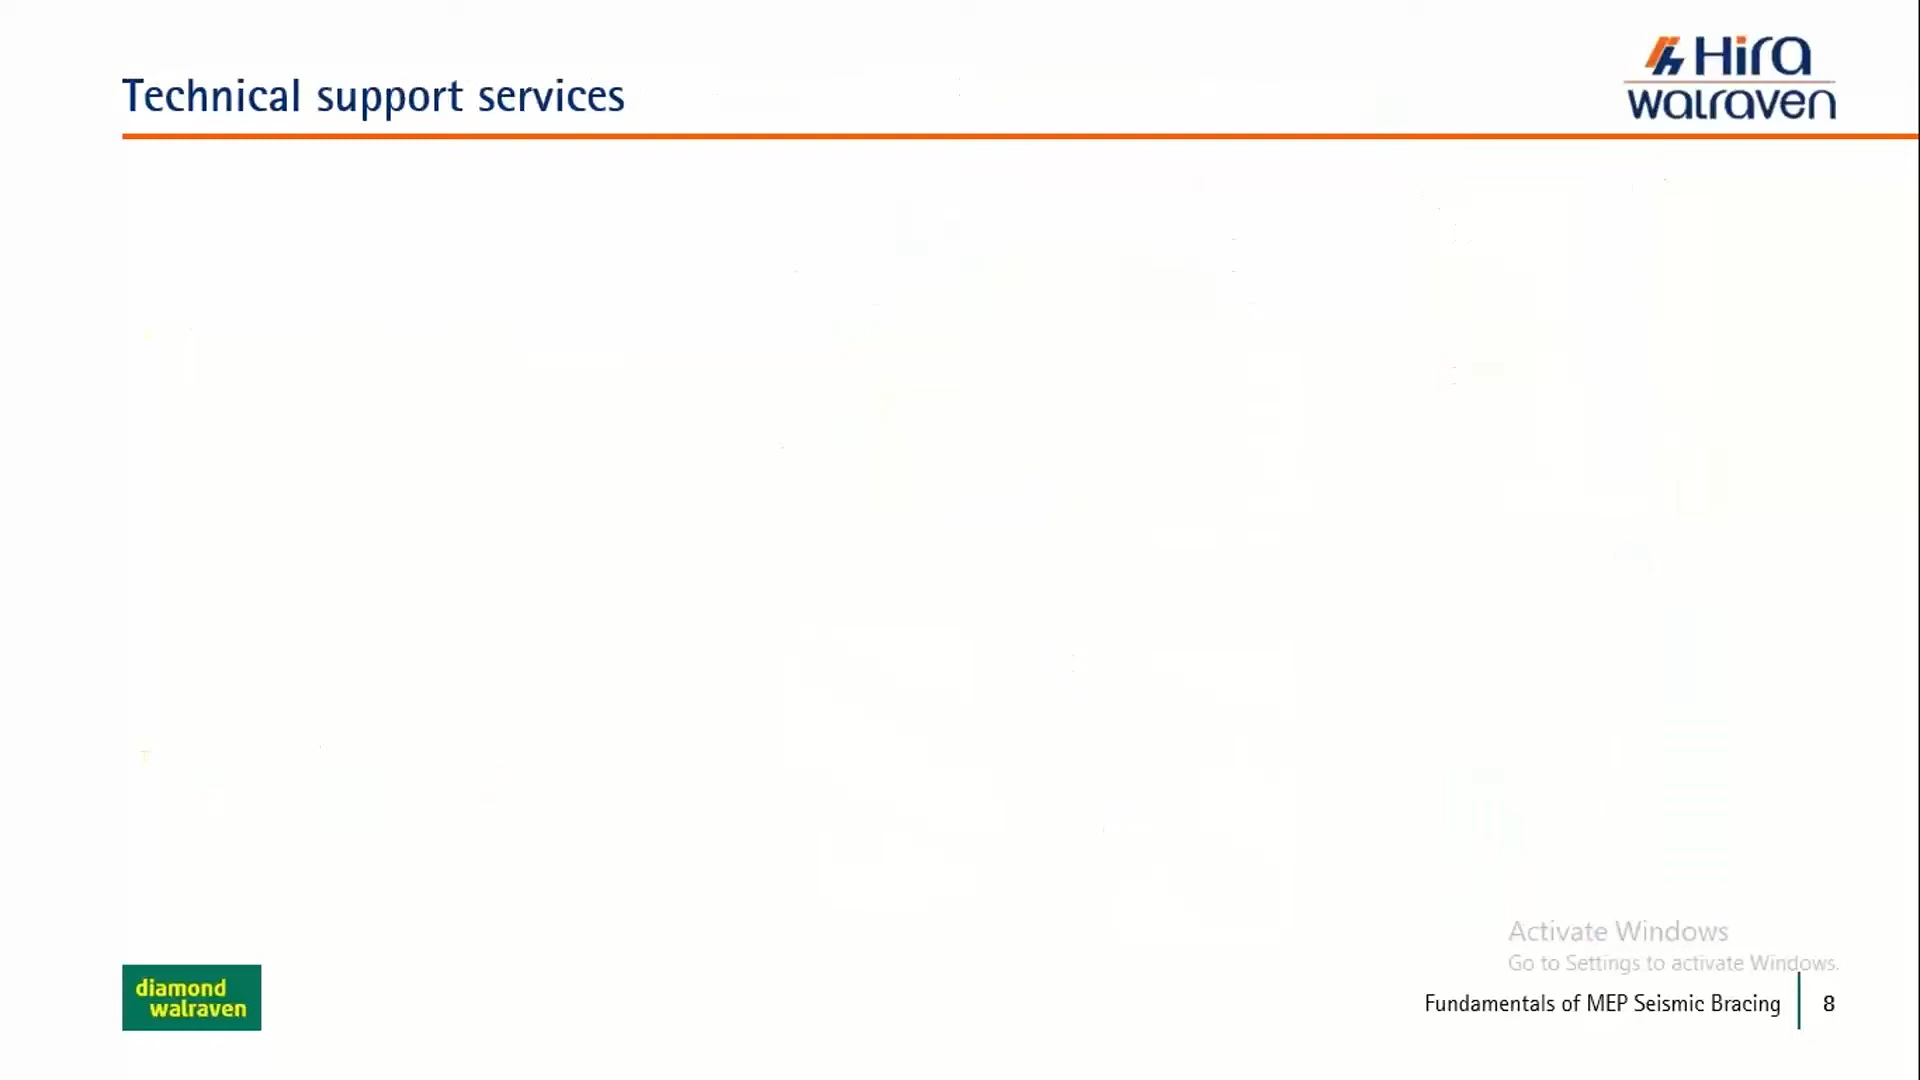 Technical support services
Hira
walraven
Activate Windows
Go to Settings to activate Windows.
diamond
walraven
Fundamentals of MEP Seismic Bracing
8